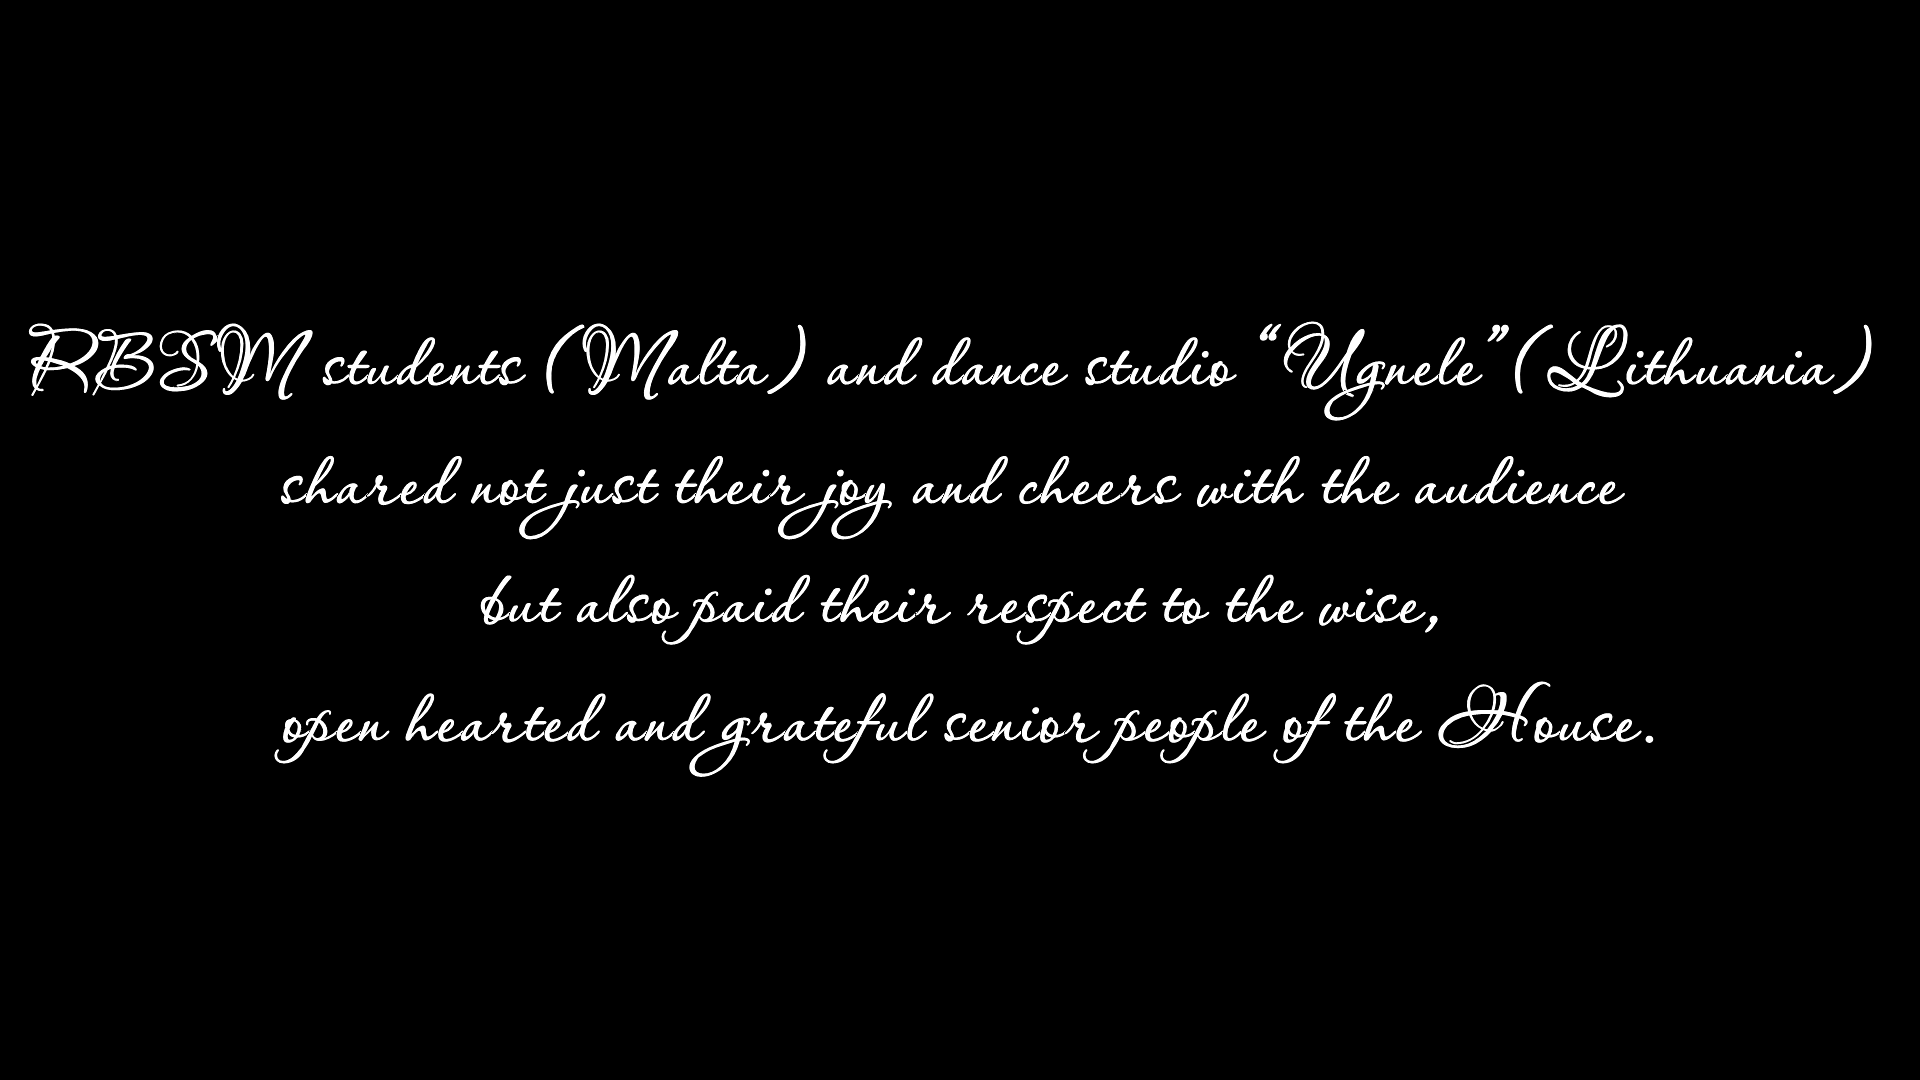 RBSM students (Malta) and dance studio “Ugnele”(Lithuania)
shared not just their joy and cheers with the audience
but also paid their respect to the wise,
open hearted and grateful senior people of the House.